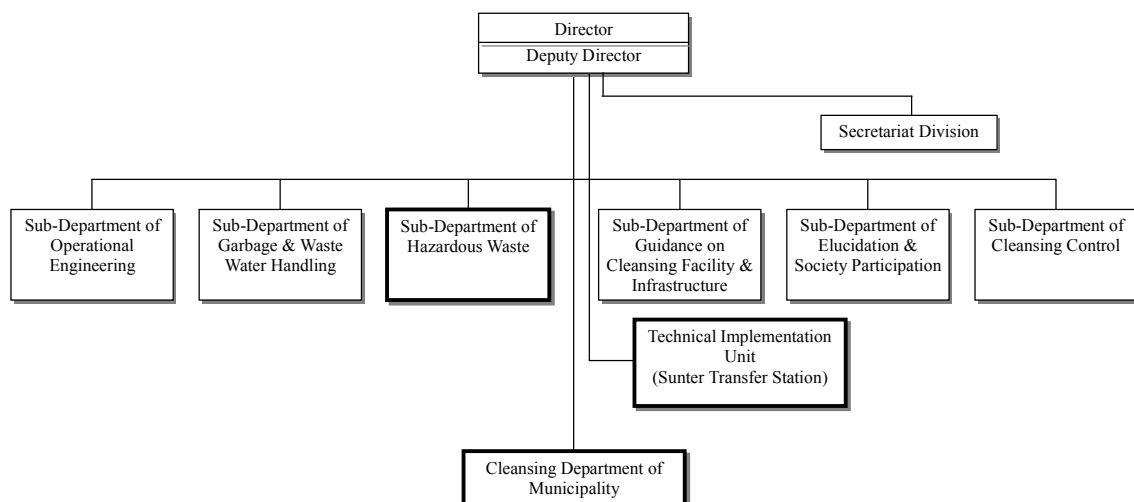 Director
Deputy Director
Secretariat Division
Sub-Department of
Operational
Engineering
Sub-Department of
Garbage & Waste
Water Handling
Sub-Department of
Hazardous Waste
Sub-Department of
Guidance on
Cleansing Facility &
Infrastructure
Sub-Department of
Elucidation &
Society Participation
Sub-Department of
Cleansing Control
Technical Implementation
Unit
(Sunter Transfer Station)
Cleansing Department of
Municipality